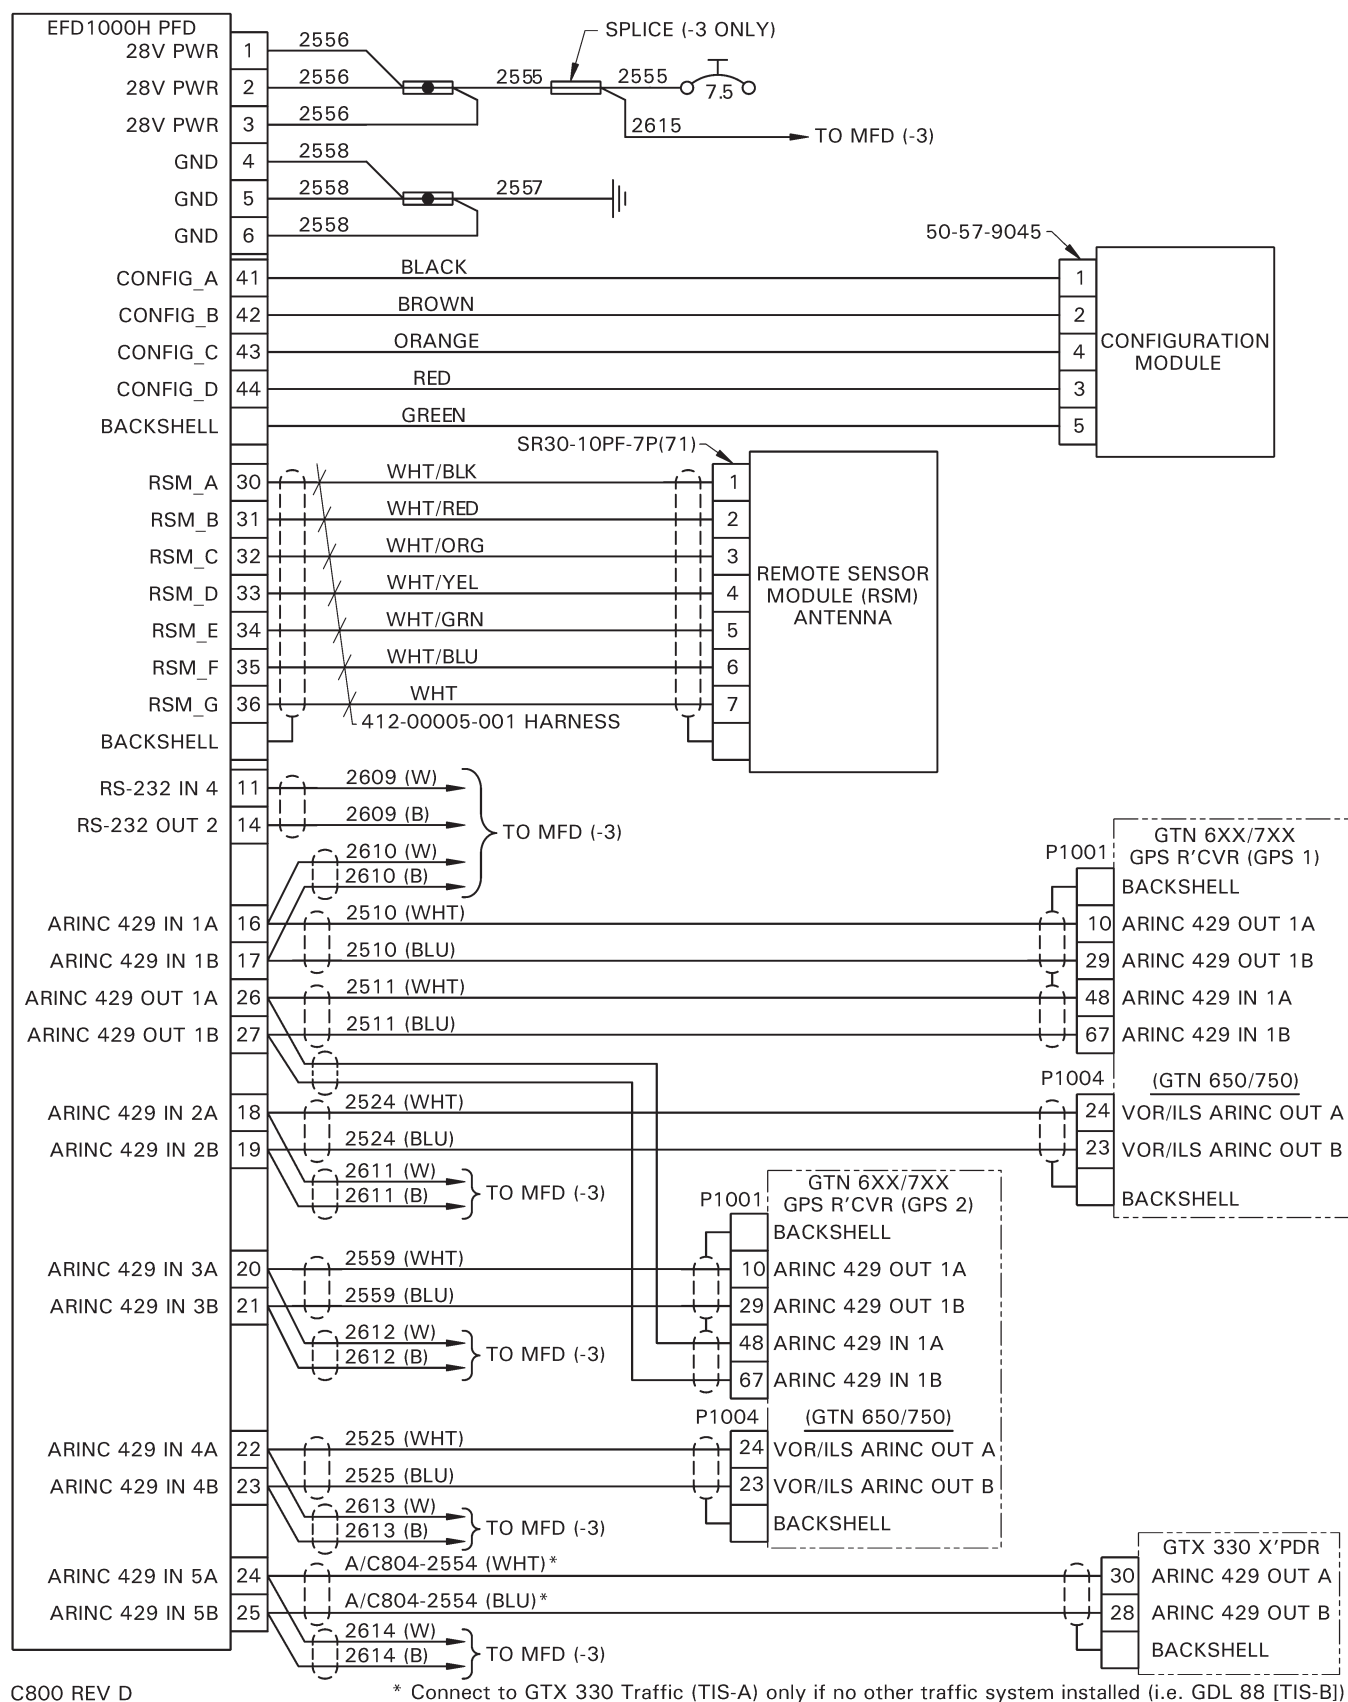 EFD1000H PFD
28V PWR 1 2556
SPLICE (-3 ONLY)
28V PWR 2 2556 2555 2555 7.5
28V PWR 3 2556 2615 TO MFD (-3)
GND 4 2558
GND 5 2558 2557
GND 6 2558
50-57-9045
CONFIG_A 41 BLACK 1
CONFIG_B 42 BROWN 2
CONFIG_C 43 ORANGE 4
CONFIGURATION
MODULE
CONFIG_D 44 RED 3
BACKSHELL GREEN 5
SR30-10PF-7P(71)
RSM_A 30 WHT/BLK 1
RSM_B 31 WHT/RED 2
RSM_C 32 WHT/ORG 3
RSM_D 33 WHT/YEL 4
REMOTE SENSOR
MODULE (RSM)
ANTENNA
RSM_E 34 WHT/GRN 5
RSM_F 35 WHT/BLU 6
RSM_G 36 WHT 7
412-00005-001 HARNESS
BACKSHELL
RS-232 IN 4 11 2609 (W)
RS-232 OUT 2 14 2609 (B)
TO MFD (-3)
2610 (W)
2610 (B)
GTN 6XX/7XX
GPS R'CVR (GPS 1)
P1001
BACKSHELL
ARINC 429 IN 1A 16 2510 (WHT) 10 ARINC 429 OUT 1A
ARINC 429 IN 1B 17 2510 (BLU) 29 ARINC 429 OUT 1B
ARINC 429 OUT 1A 26 2511 (WHT) 48 ARINC 429 IN 1A
ARINC 429 OUT 1B 27 2511 (BLU) 67 ARINC 429 IN 1B
P1004 (GTN 650/750)
ARINC 429 IN 2A 18 2524 (WHT) 24 VOR/ILS ARINC OUT A
ARINC 429 IN 2B 19 2524 (BLU) 23 VOR/ILS ARINC OUT B
BACKSHELL
2611 (W)
2611 (B)
TO MFD (-3)
GTN 6XX/7XX
GPS R'CVR (GPS 2)
P1001
BACKSHELL
ARINC 429 IN 3A 20 2559 (WHT) 10 ARINC 429 OUT 1A
ARINC 429 IN 3B 21 2559 (BLU) 29 ARINC 429 OUT 1B
2612 (W)
2612 (B)
TO MFD (-3)
48 ARINC 429 IN 1A
67 ARINC 429 IN 1B
P1004 (GTN 650/750)
ARINC 429 IN 4A 22 2525 (WHT) 24 VOR/ILS ARINC OUT A
ARINC 429 IN 4B 23 2525 (BLU) 23 VOR/ILS ARINC OUT B
2613 (W)
2613 (B)
TO MFD (-3)
BACKSHELL
GTX 330 X'PDR
ARINC 429 IN 5A 24 A/C804-2554 (WHT)* 30 ARINC 429 OUT A
ARINC 429 IN 5B 25 A/C804-2554 (BLU)* 28 ARINC 429 OUT B
2614 (W)
2614 (B)
TO MFD (-3)
BACKSHELL
C800 REV D
* Connect to GTX 330 Traffic (TIS-A) only if no other traffic system installed (i.e. GDL 88 [TIS-B])